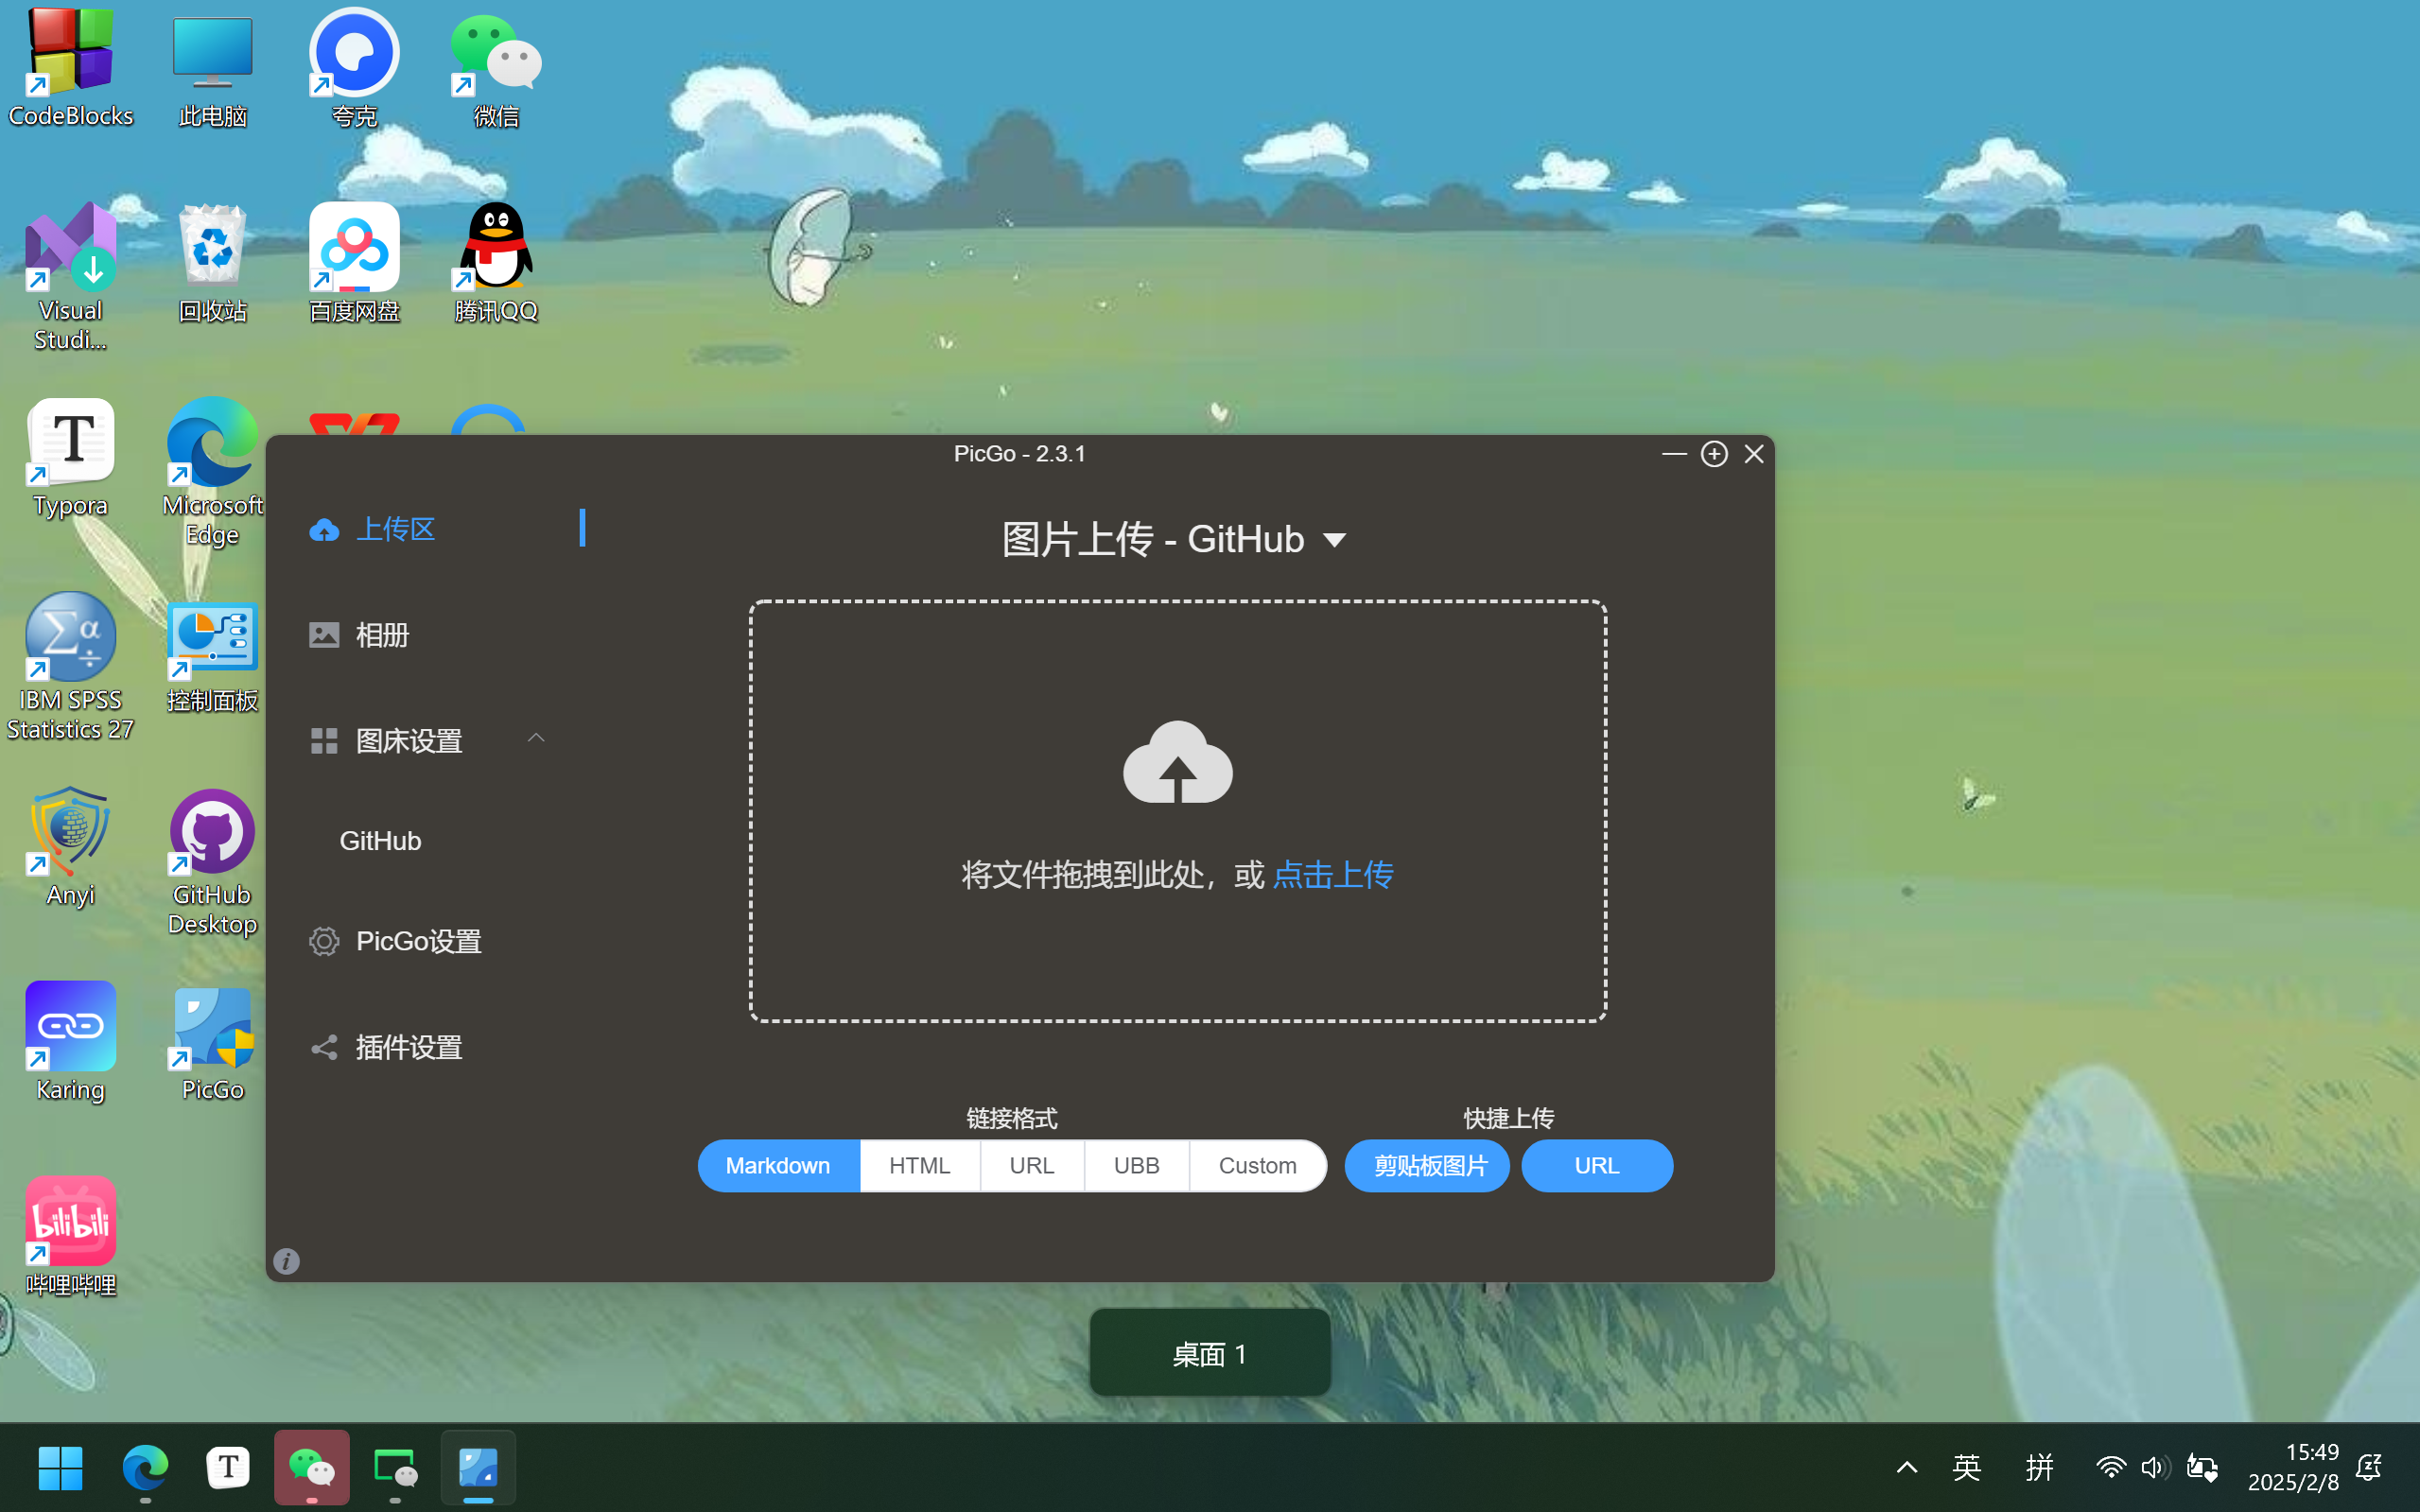 CodeBlocks
此电脑
夸克
微信
Visual
Studi...
回收站
百度网盘
腾讯QQ
Typora
Microsoft
Edge
IBM SPSS
Statistics 27
控制面板
Anyi
GitHub
Desktop
Karing
PicGo
bilibili
哔哩哔哩
PicGo - 2.3.1
上传区
相册
图床设置
GitHub
PicGo设置
插件设置
图片上传 - GitHub
将文件拖拽到此处，或 点击上传
链接格式
快捷上传
Markdown
HTML
URL
UBB
Custom
剪贴板图片
URL
桌面 1
英
拼
15:49
2025/2/8